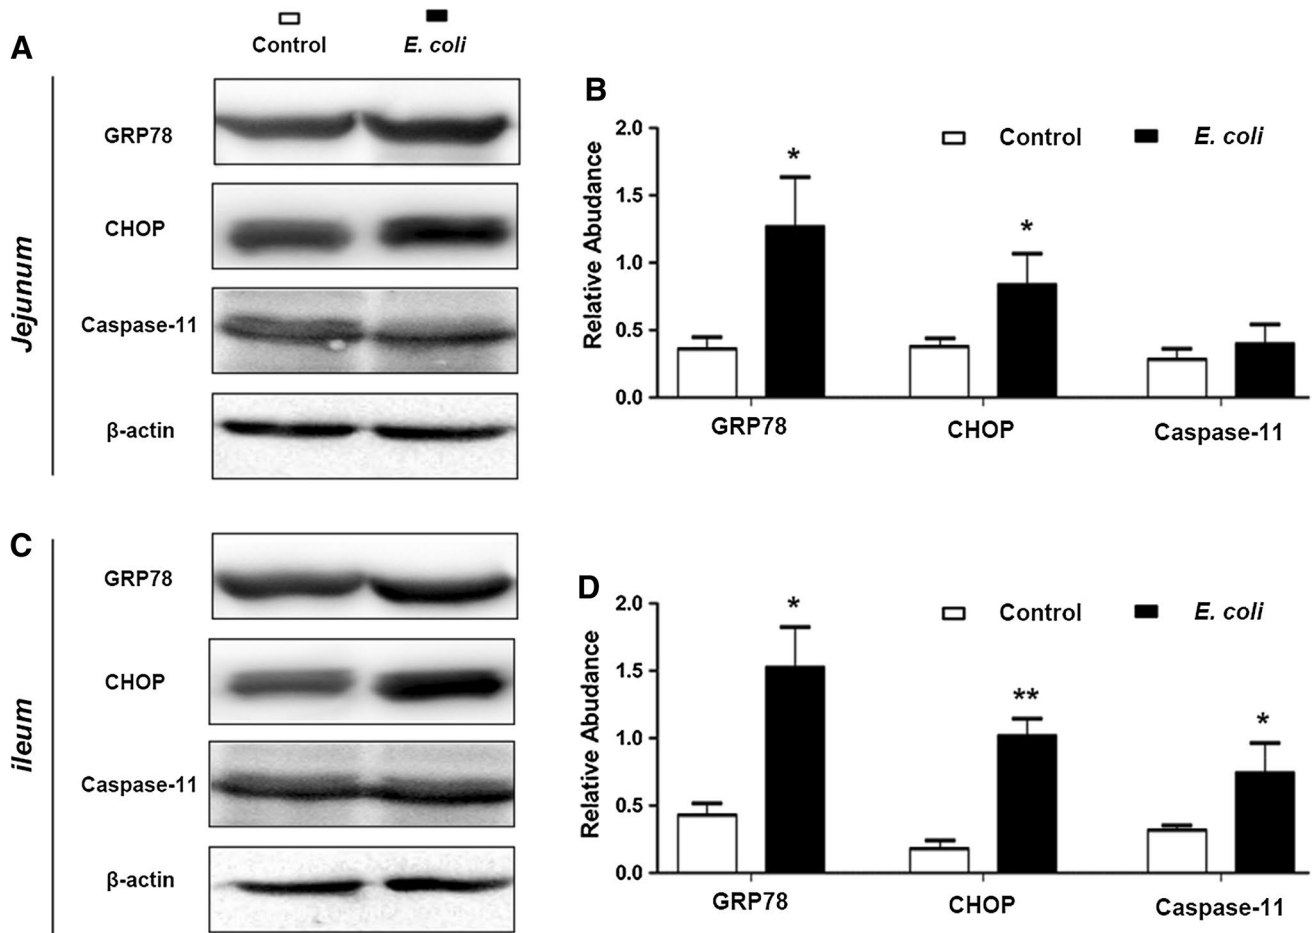 Control E. coli
A
Jejunum
GRP78
CHOP
Caspase-11
β-actin
B
Relative Abudance
2.0
1.5
1.0
0.5
0.0
Control E. coli
*
*
GRP78 CHOP Caspase-11
C
ileum
GRP78
CHOP
Caspase-11
β-actin
D
Relative Abudance
2.0
1.5
1.0
0.5
0.0
Control E. coli
*
**
*
GRP78 CHOP Caspase-11